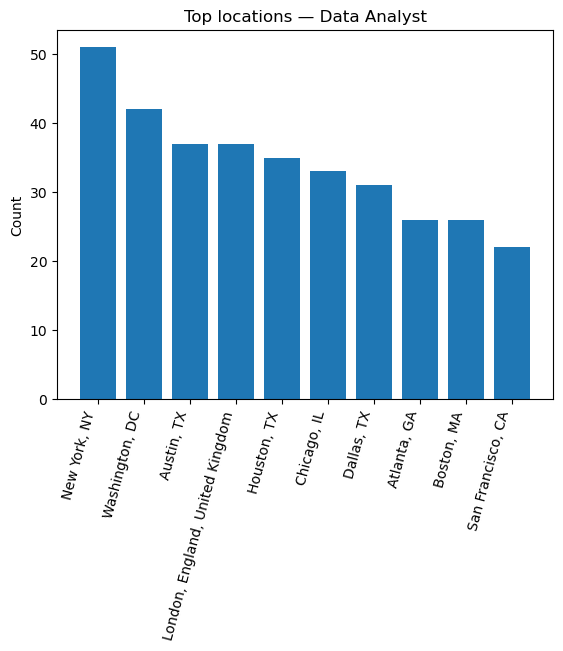 Top locations — Data Analyst
50
40
30
20
10
0
Count
New York, NY
Washington, DC
Austin, TX
London, England, United Kingdom
Houston, TX
Chicago, IL
Dallas, TX
Atlanta, GA
Boston, MA
San Francisco, CA